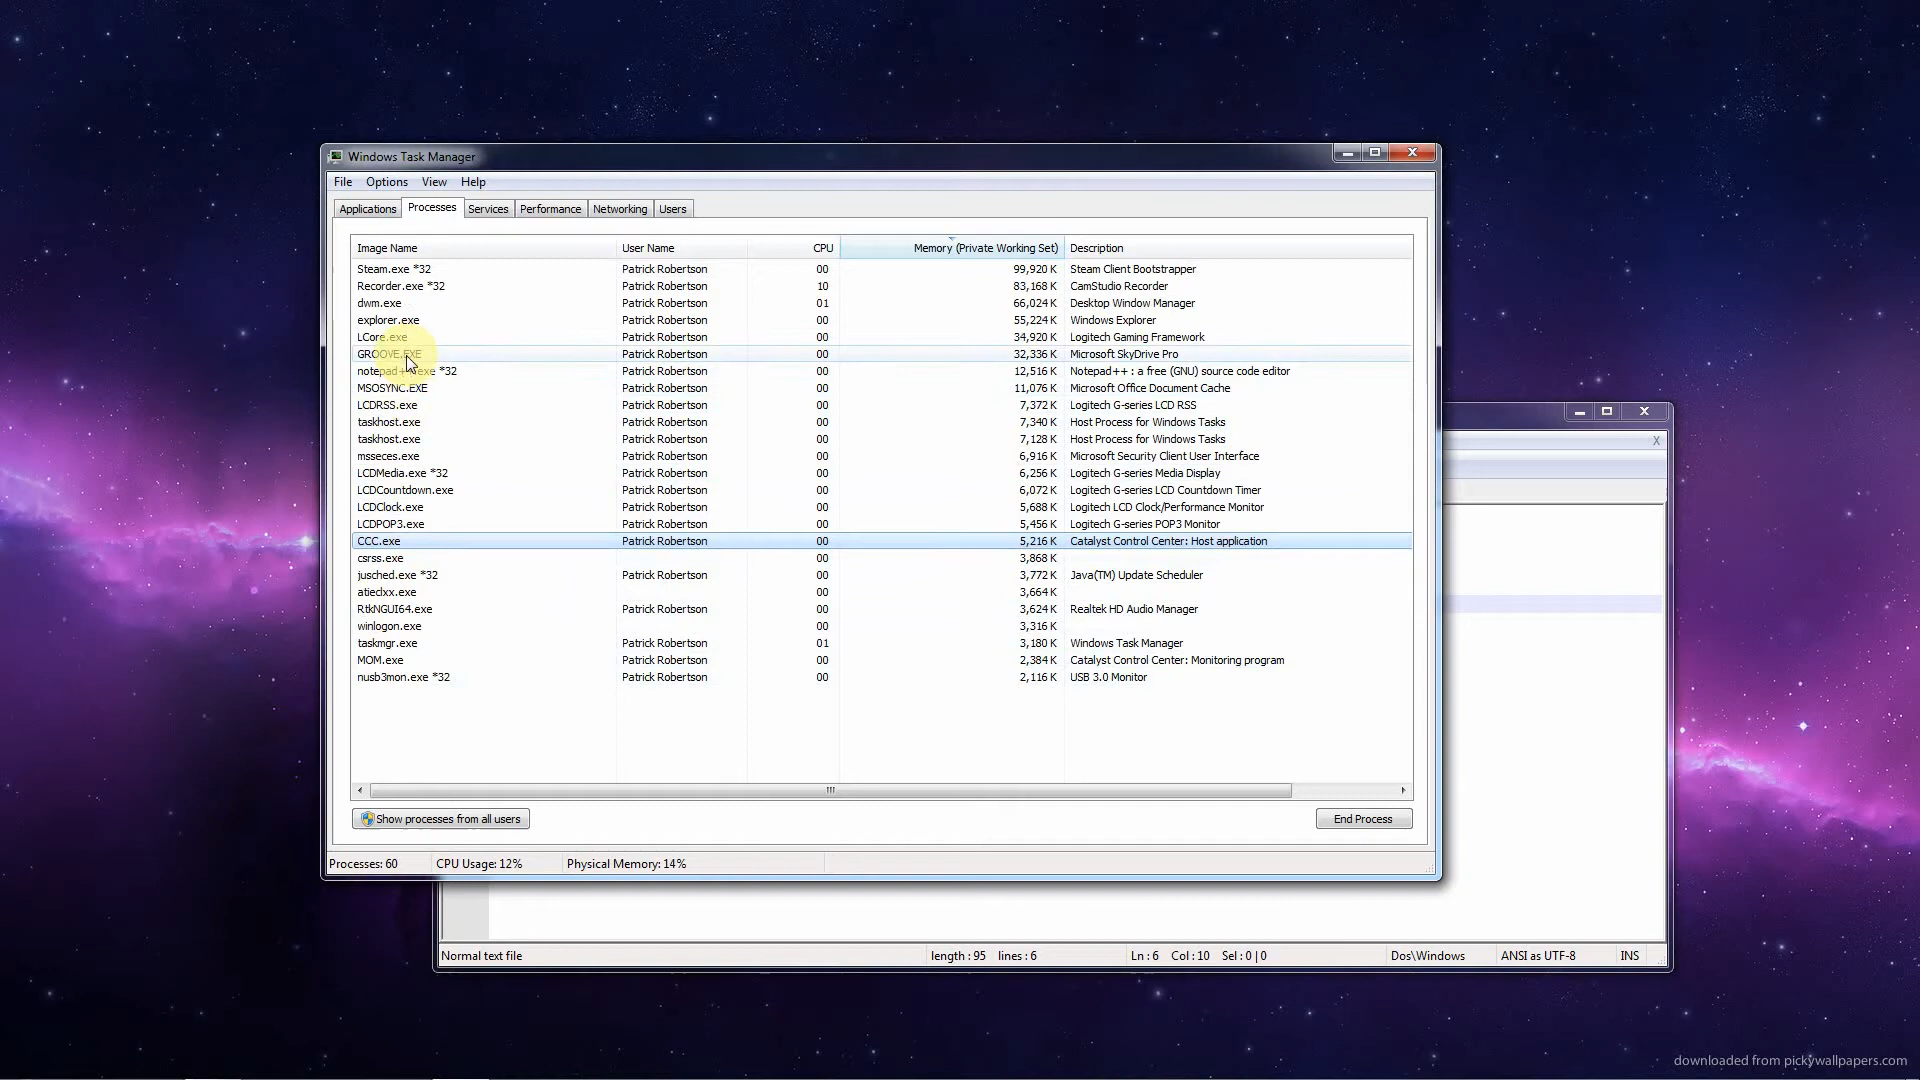 Windows Task Manager
File Options View Help
Applications Processes Services Performance Networking Users
Image Name User Name CPU Memory (Private Working Set) Description
Steam.exe *32 Patrick Robertson 00 99,920 K Steam Client Bootstrapper
Recorder.exe *32 Patrick Robertson 10 83,168 K CamStudio Recorder
dwm.exe Patrick Robertson 01 66,024 K Desktop Window Manager
explorer.exe Patrick Robertson 00 55,224 K Windows Explorer
LCore.exe Patrick Robertson 00 34,920 K Logitech Gaming Framework
GROOVE.EXE Patrick Robertson 00 32,336 K Microsoft SkyDrive Pro
notepad++.exe *32 Patrick Robertson 00 12,516 K Notepad++ : a free (GNU) source code editor
MSOSYNC.EXE Patrick Robertson 00 11,076 K Microsoft Office Document Cache
LCDRSS.exe Patrick Robertson 00 7,372 K Logitech G-series LCD RSS
taskhost.exe Patrick Robertson 00 7,340 K Host Process for Windows Tasks
taskhost.exe Patrick Robertson 00 7,128 K Host Process for Windows Tasks
msseces.exe Patrick Robertson 00 6,916 K Microsoft Security Client User Interface
LCDMedia.exe *32 Patrick Robertson 00 6,256 K Logitech G-series Media Display
LCDCountdown.exe Patrick Robertson 00 6,072 K Logitech G-series LCD Countdown Timer
LCDClock.exe Patrick Robertson 00 5,688 K Logitech LCD Clock/Performance Monitor
LCDPOP3.exe Patrick Robertson 00 5,456 K Logitech G-series POP3 Monitor
CCC.exe Patrick Robertson 00 5,216 K Catalyst Control Center: Host application
csrss.exe 00 3,868 K
jusched.exe *32 Patrick Robertson 00 3,772 K Java(TM) Update Scheduler
atieclxx.exe 00 3,664 K
RtkNGUI64.exe Patrick Robertson 00 3,624 K Realtek HD Audio Manager
winlogon.exe 00 3,316 K
taskmgr.exe Patrick Robertson 01 3,180 K Windows Task Manager
MOM.exe Patrick Robertson 00 2,384 K Catalyst Control Center: Monitoring program
nusb3mon.exe *32 Patrick Robertson 00 2,116 K USB 3.0 Monitor
Show processes from all users End Process
Processes: 60 CPU Usage: 12% Physical Memory: 14%
Normal text file length : 95 lines : 6 Ln : 6 Col : 10 Sel : 0 | 0 Dos\Windows ANSI as UTF-8 INS
downloaded from pickywallpapers.com